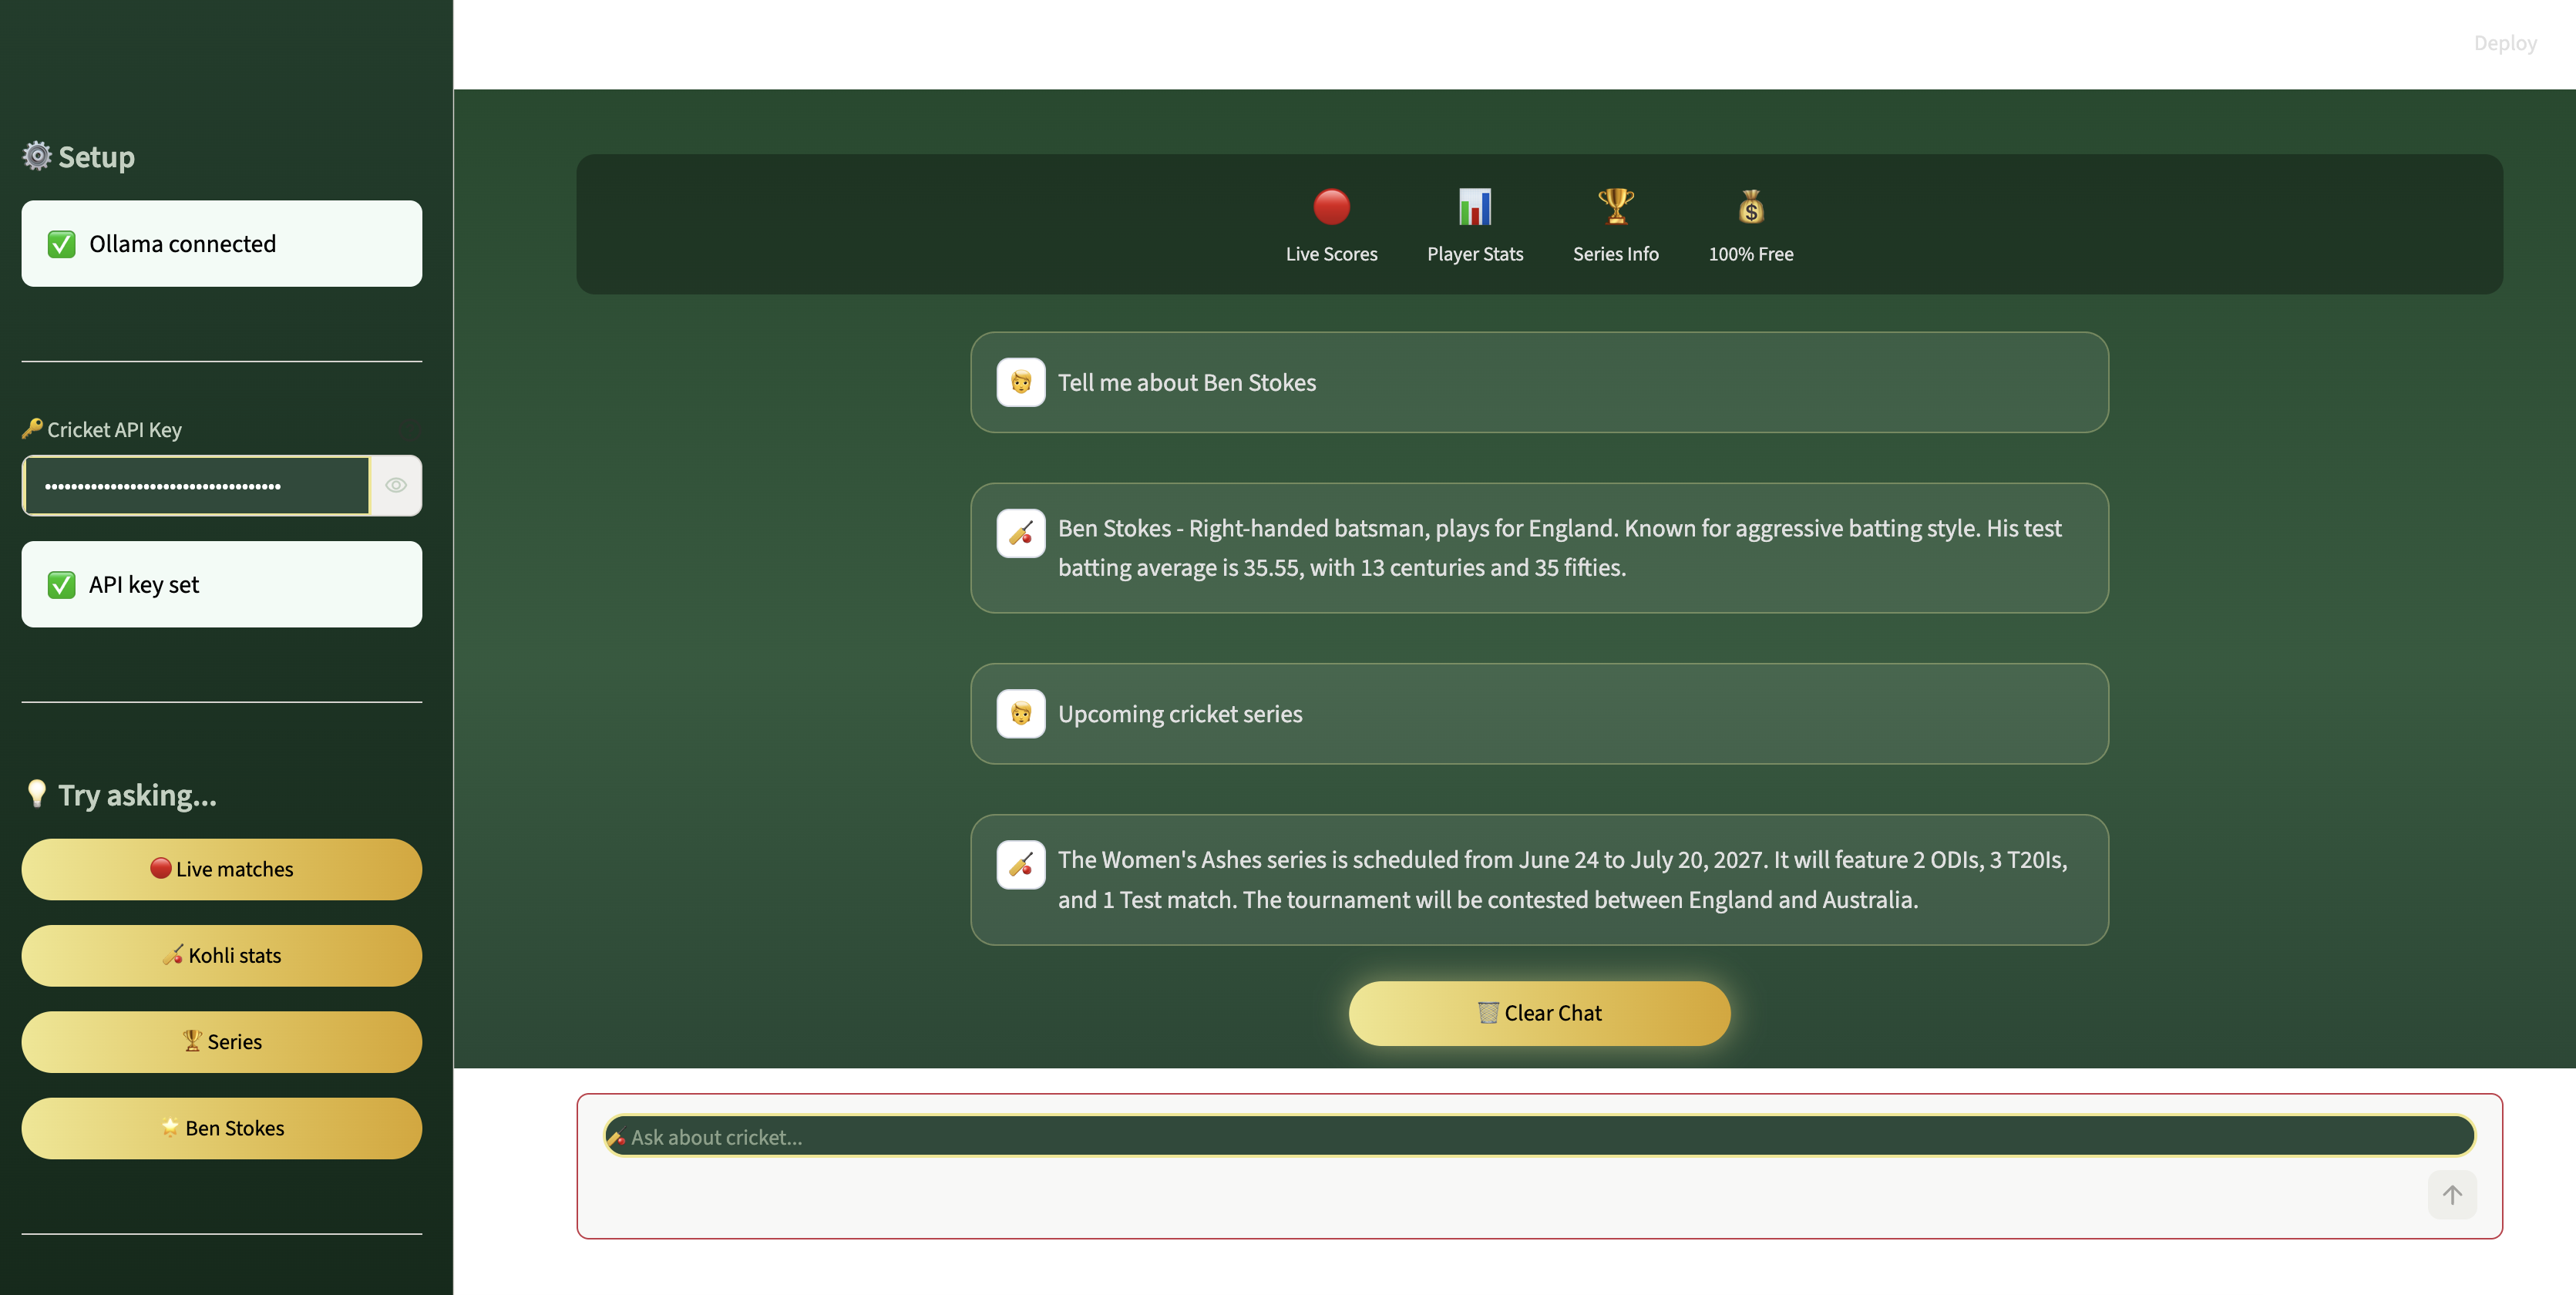 Deploy
Setup
Ollama connected
Cricket API Key
••••••••••••••••••••••••••••••••••••
API key set
Try asking...
Live matches
Kohli stats
Series
Ben Stokes
Live Scores
Player Stats
Series Info
100% Free
Tell me about Ben Stokes
Ben Stokes - Right-handed batsman, plays for England. Known for aggressive batting style. His test
batting average is 35.55, with 13 centuries and 35 fifties.
Upcoming cricket series
The Women's Ashes series is scheduled from June 24 to July 20, 2027. It will feature 2 ODIs, 3 T20Is,
and 1 Test match. The tournament will be contested between England and Australia.
Clear Chat
Ask about cricket...